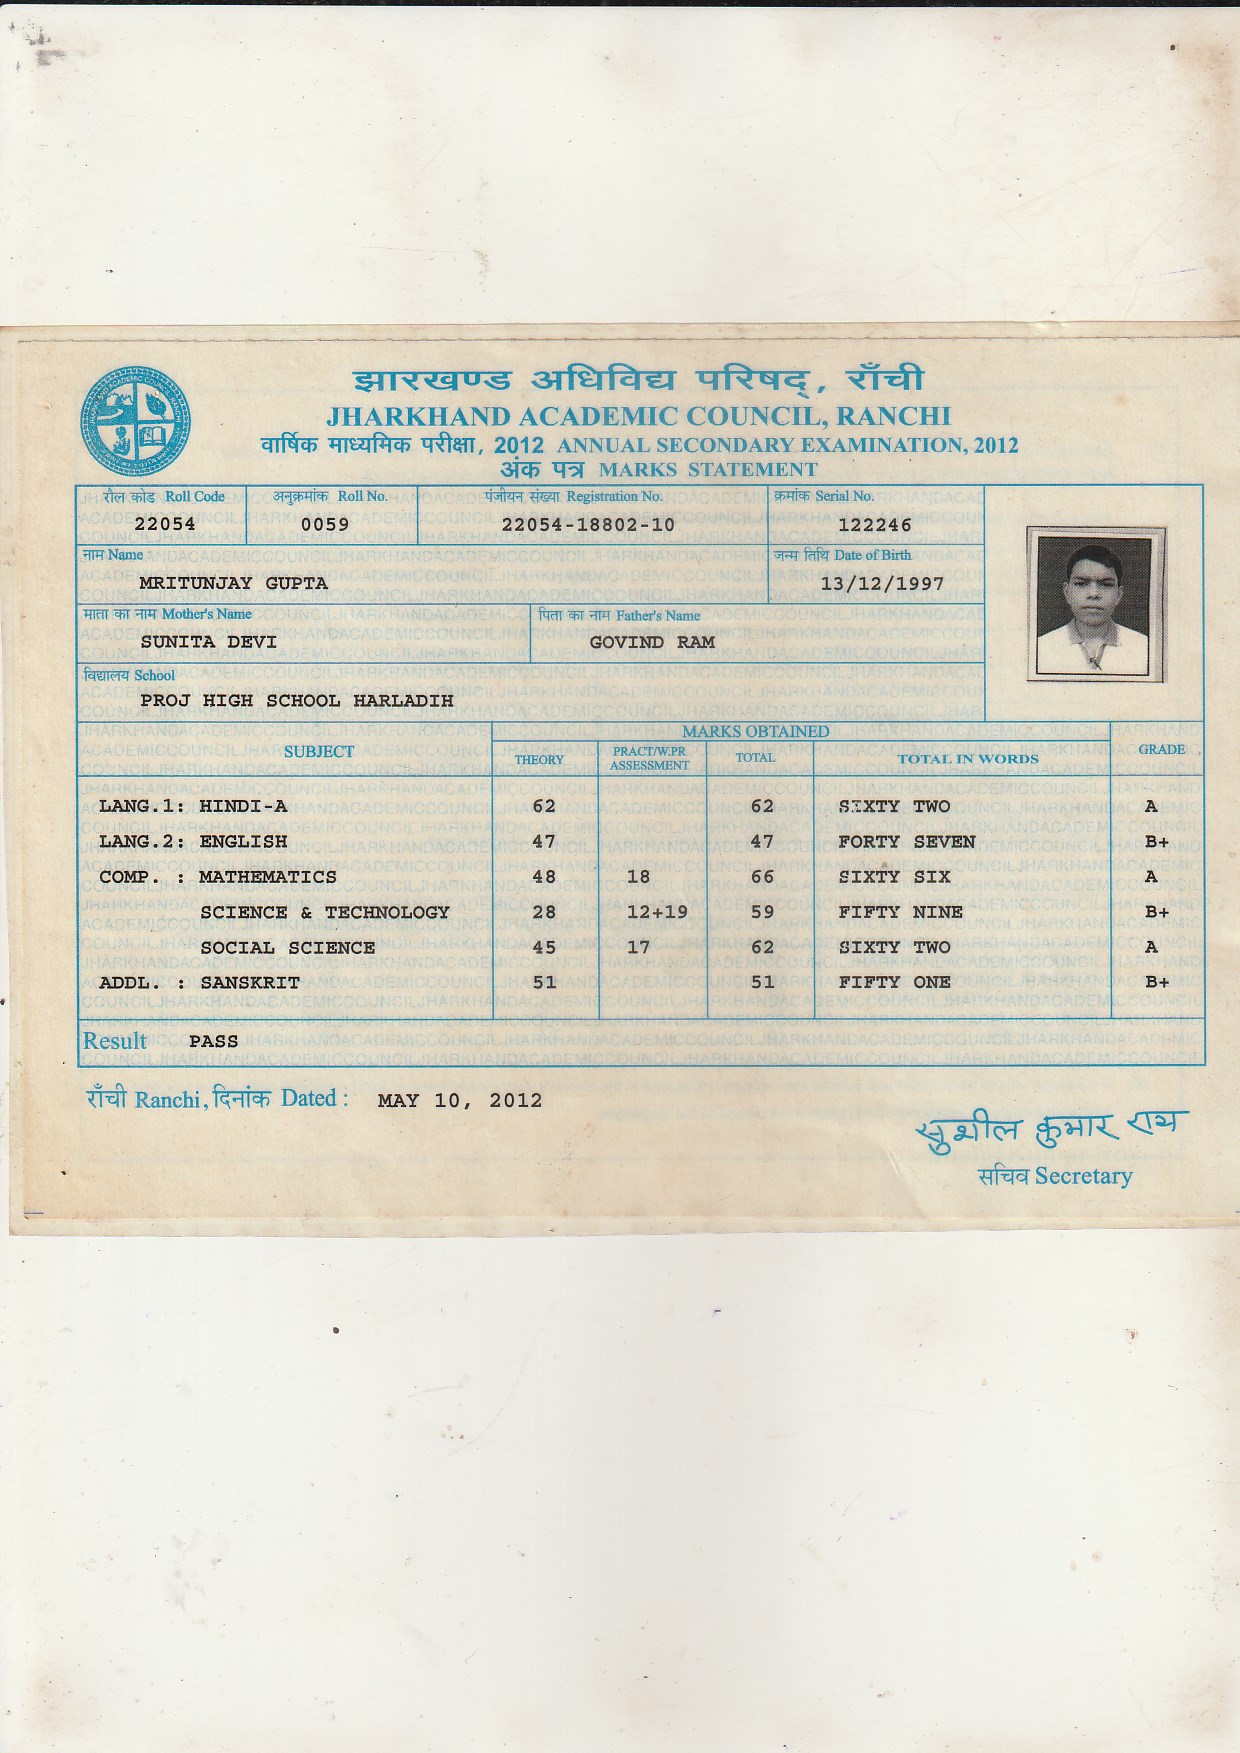 झारखण्ड अधिविद्य परिषद्, राँची
JHARKHAND ACADEMIC COUNCIL, RANCHI
वार्षिक माध्यमिक परीक्षा, 2012 ANNUAL SECONDARY EXAMINATION, 2012
अंक पत्र MARKS STATEMENT
रौल कोड Roll Code अनुक्रमांक Roll No. पंजीयन संख्या Registration No. क्रमांक Serial No.
22054 0059 22054-18802-10 122246
नाम Name जन्म तिथि Date of Birth
MRITUNJAY GUPTA 13/12/1997
माता का नाम Mother's Name पिता का नाम Father's Name
SUNITA DEVI GOVIND RAM
विद्यालय School
PROJ HIGH SCHOOL HARLADIH
MARKS OBTAINED
SUBJECT THEORY PRACT/W.PR ASSESSMENT TOTAL TOTAL IN WORDS GRADE
LANG.1: HINDI-A 62 62 SIXTY TWO A
LANG.2: ENGLISH 47 47 FORTY SEVEN B+
COMP. : MATHEMATICS 48 18 66 SIXTY SIX A
SCIENCE & TECHNOLOGY 28 12+19 59 FIFTY NINE B+
SOCIAL SCIENCE 45 17 62 SIXTY TWO A
ADDL. : SANSKRIT 51 51 FIFTY ONE B+
Result PASS
राँची Ranchi, दिनांक Dated : MAY 10, 2012
सुशील कुमार राय
सचिव Secretary